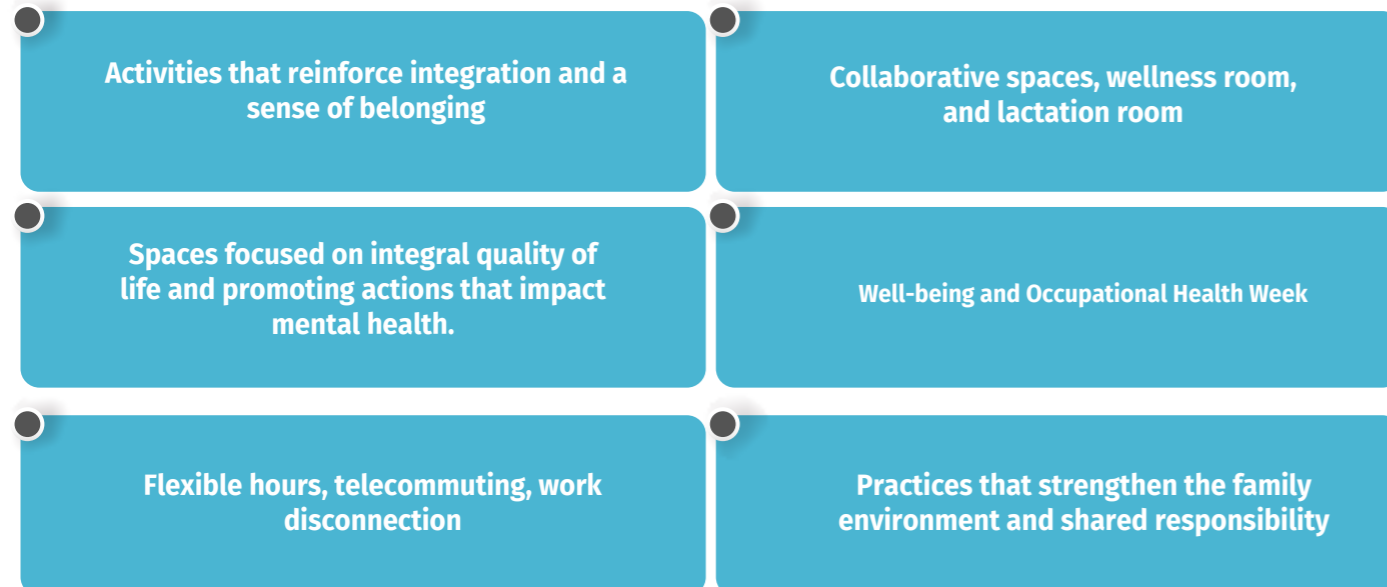 Activities that reinforce integration and a
sense of belonging
Collaborative spaces, wellness room,
and lactation room
Spaces focused on integral quality of
life and promoting actions that impact
mental health.
Well-being and Occupational Health Week
Flexible hours, telecommuting, work
disconnection
Practices that strengthen the family
environment and shared responsibility